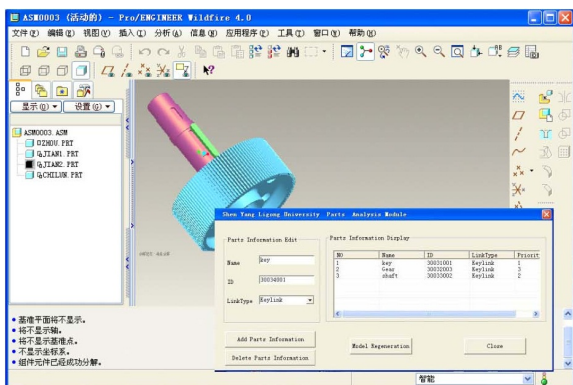 ASM0003 (活动的) - Pro/ENGINEER Wildfire 4.0
文件(F) 编辑(E) 视图(V) 插入(I) 分析(A) 信息(N) 应用程序(P) 工具(T) 窗口(W) 帮助(H)
显示(O) 设置(G)
ASM0003.ASM
DZHOU.PRT
JIAN1.PRT
JIAN2.PRT
CHILUN.PRT
Shen Yang Ligong University Parts Analysis Module
Parts Information Edit
Name key
ID 30034001
LinkType Keylink
Add Parts Information
Delete Parts Information
Parts Information Display
NO Name ID LinkType Priorit
1 key 30031001 Keylink 1
2 Gear 30032003 Keylink 3
3 shaft 30033002 Keylink 2
Model Regeneration
Close
• 基准平面将不显示。
• 将不显示轴。
• 将不显示基准点。
• 不显示坐标系。
• 组件元件已经成功分解。
智能